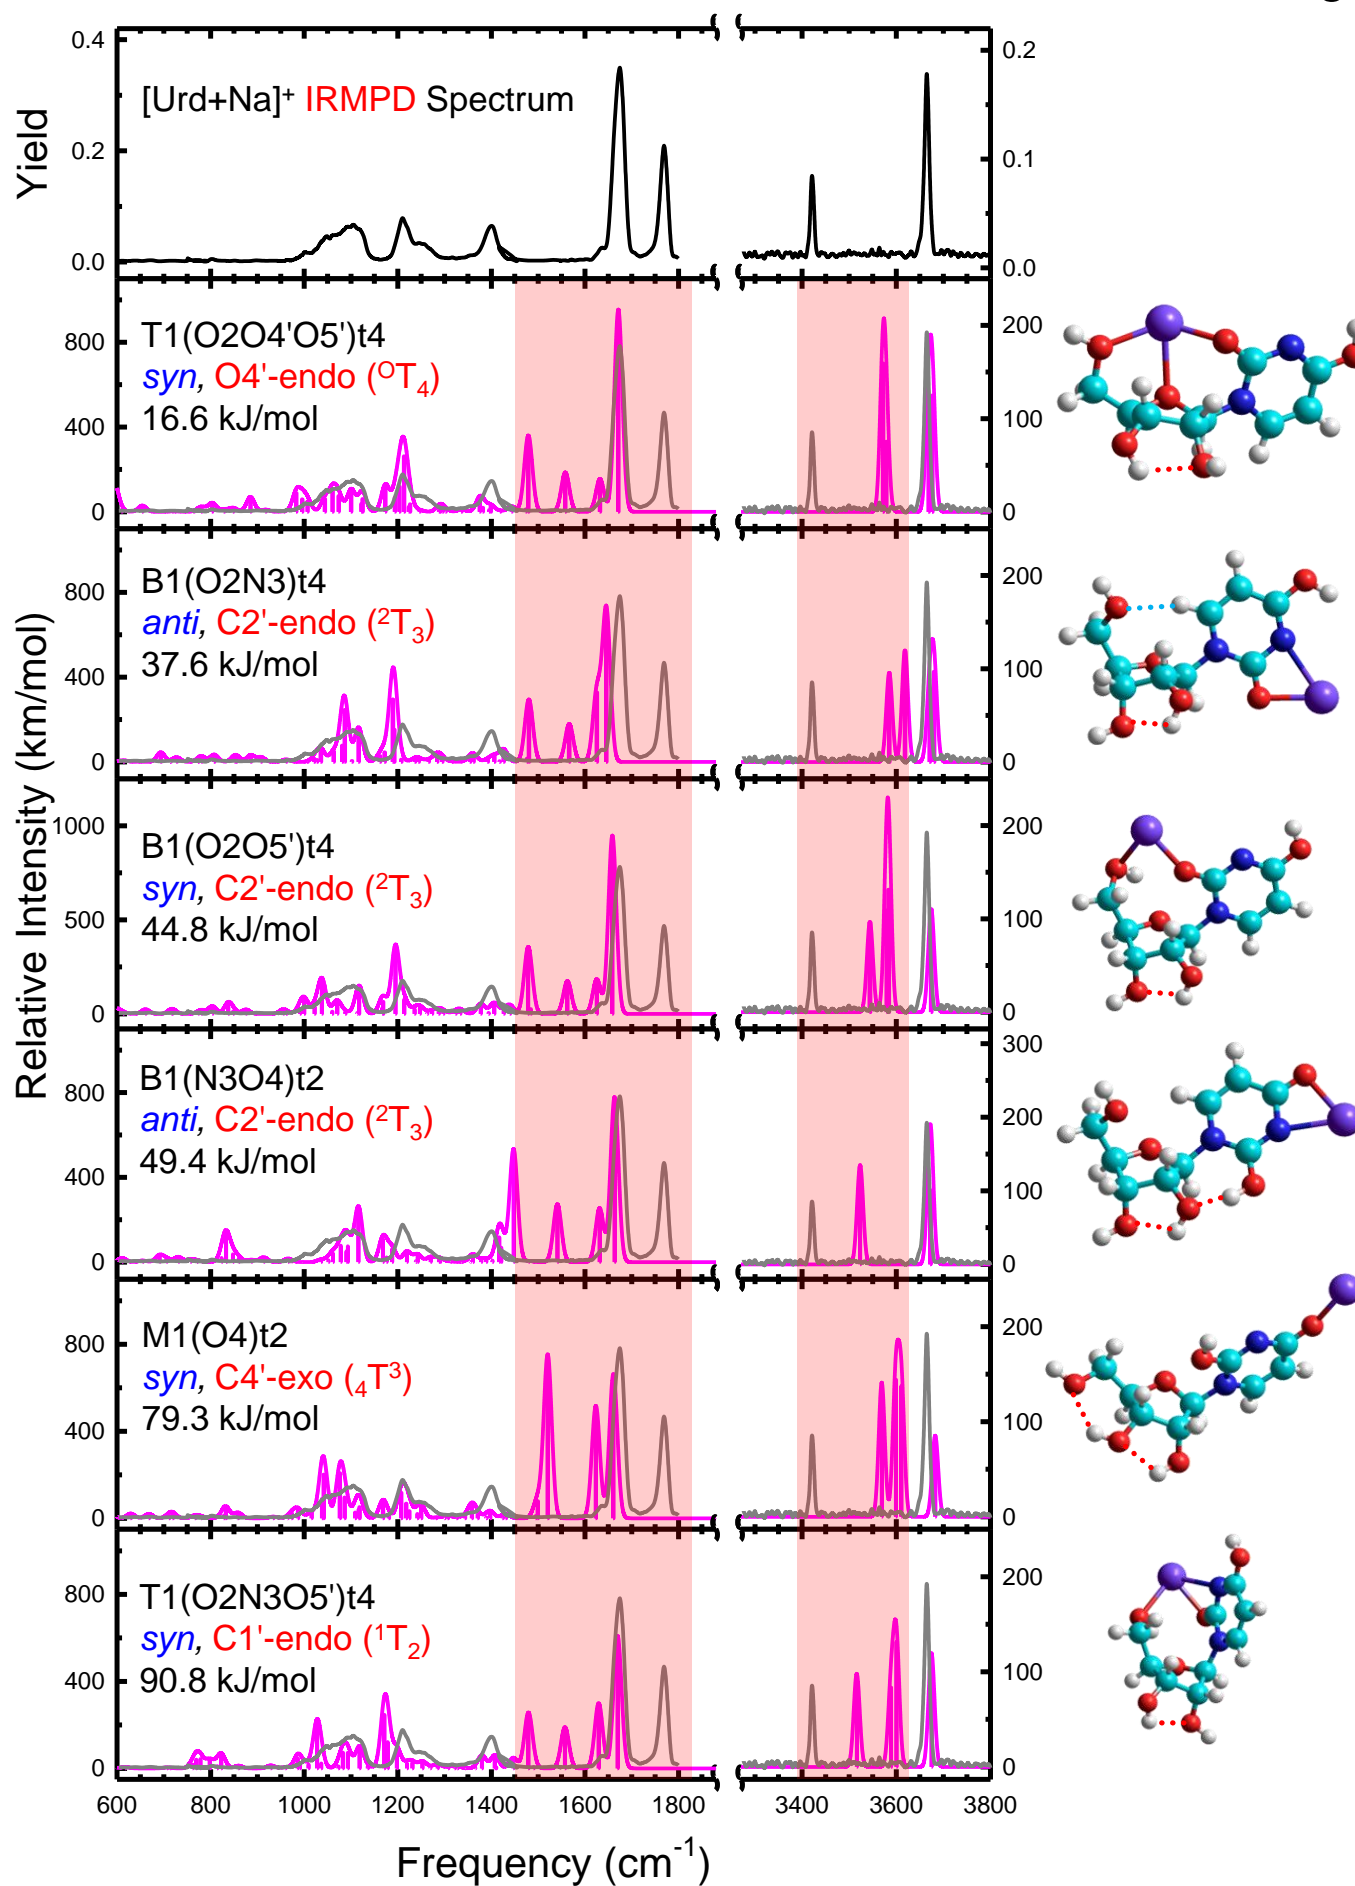 g
[Urd+Na]⁺ IRMPD Spectrum
Yield
0.4
0.2
0.0
0.2
0.1
0.0
T1(O2O4'O5')t4
syn, O4'-endo (ᴼT₄)
16.6 kJ/mol
800
400
0
200
100
0
B1(O2N3)t4
anti, C2'-endo (²T₃)
37.6 kJ/mol
800
400
0
200
100
0
B1(O2O5')t4
syn, C2'-endo (²T₃)
44.8 kJ/mol
1000
500
0
200
100
0
B1(N3O4)t2
anti, C2'-endo (²T₃)
49.4 kJ/mol
800
400
0
300
200
100
0
M1(O4)t2
syn, C4'-exo (₄T³)
79.3 kJ/mol
800
400
0
200
100
0
T1(O2N3O5')t4
syn, C1'-endo (¹T₂)
90.8 kJ/mol
800
400
0
200
100
0
Relative Intensity (km/mol)
600 800 1000 1200 1400 1600 1800 3400 3600 3800
Frequency (cm⁻¹)